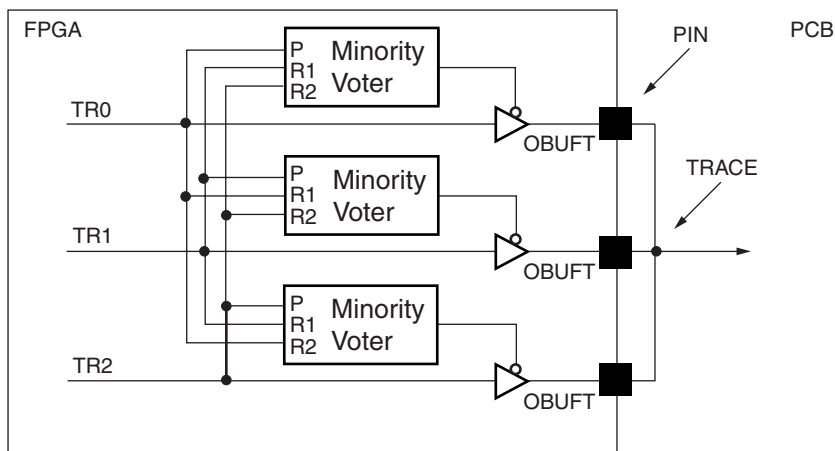 FPGA
PCB
PIN
P
R1
R2
Minority
Voter
TR0
OBUFT
TRACE
P
R1
R2
Minority
Voter
TR1
OBUFT
P
R1
R2
Minority
Voter
TR2
OBUFT